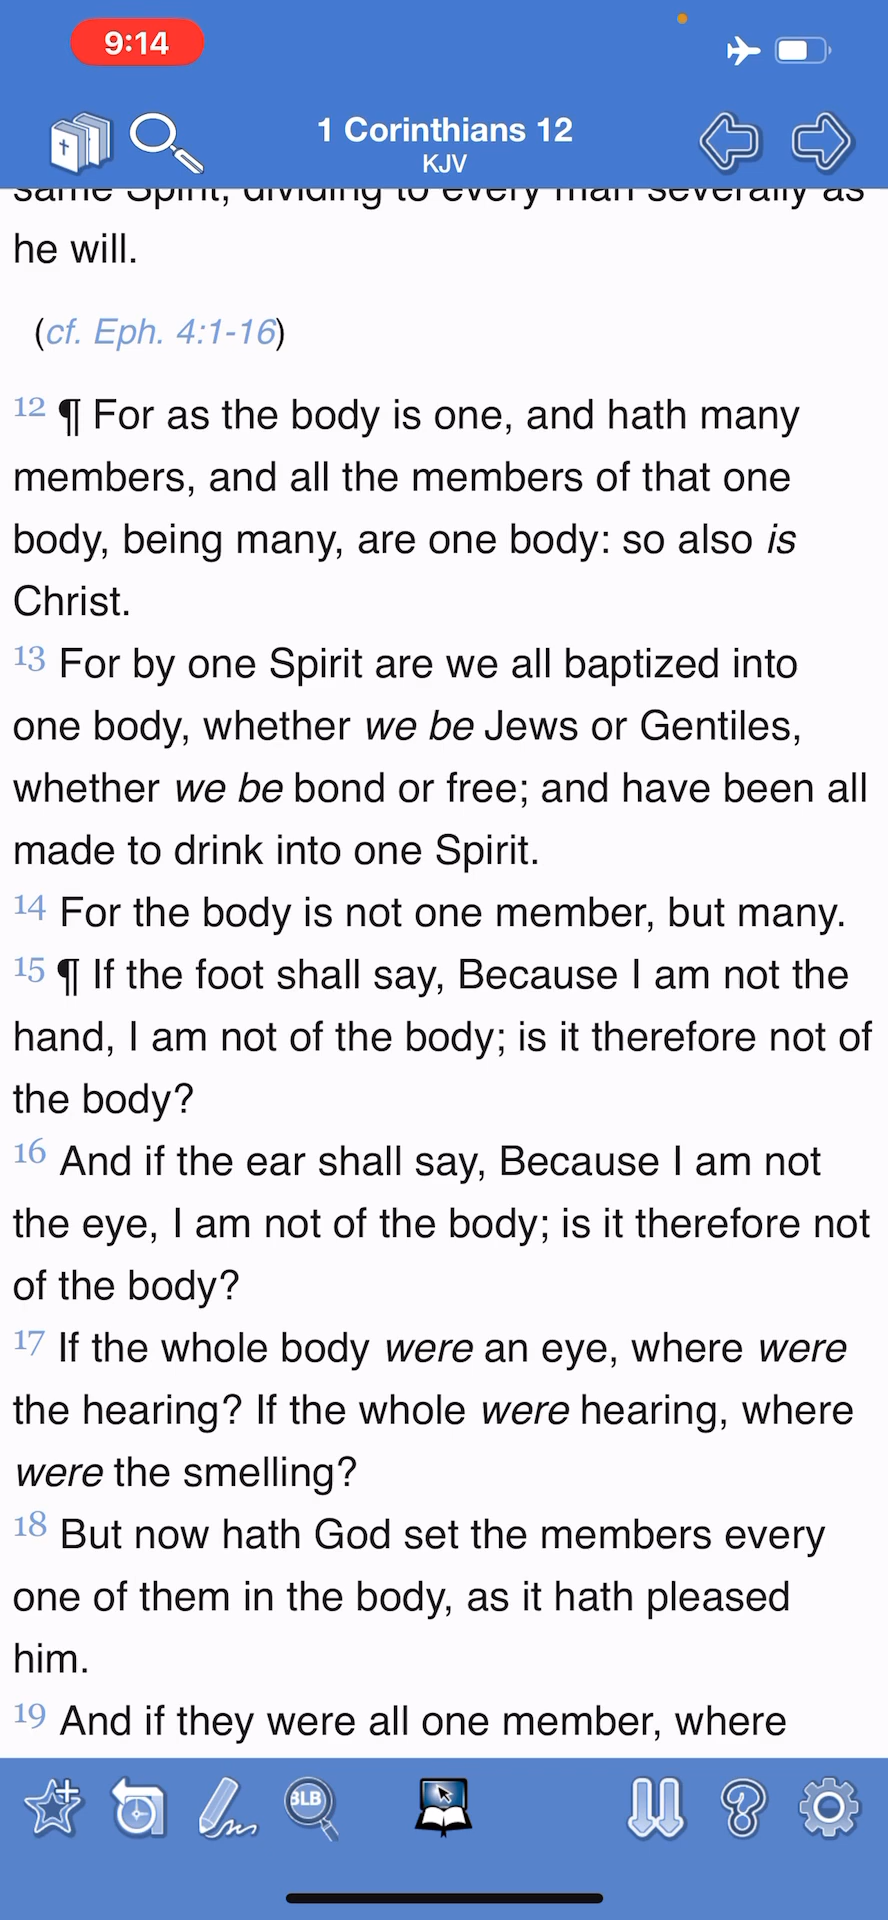 9:14
1 Corinthians 12
KJV
same Spirit, dividing to every man severally as
he will.
(cf. Eph. 4:1-16)
12 ¶ For as the body is one, and hath many
members, and all the members of that one
body, being many, are one body: so also is
Christ.
13 For by one Spirit are we all baptized into
one body, whether we be Jews or Gentiles,
whether we be bond or free; and have been all
made to drink into one Spirit.
14 For the body is not one member, but many.
15 ¶ If the foot shall say, Because I am not the
hand, I am not of the body; is it therefore not of
the body?
16 And if the ear shall say, Because I am not
the eye, I am not of the body; is it therefore not
of the body?
17 If the whole body were an eye, where were
the hearing? If the whole were hearing, where
were the smelling?
18 But now hath God set the members every
one of them in the body, as it hath pleased
him.
19 And if they were all one member, where
BLB